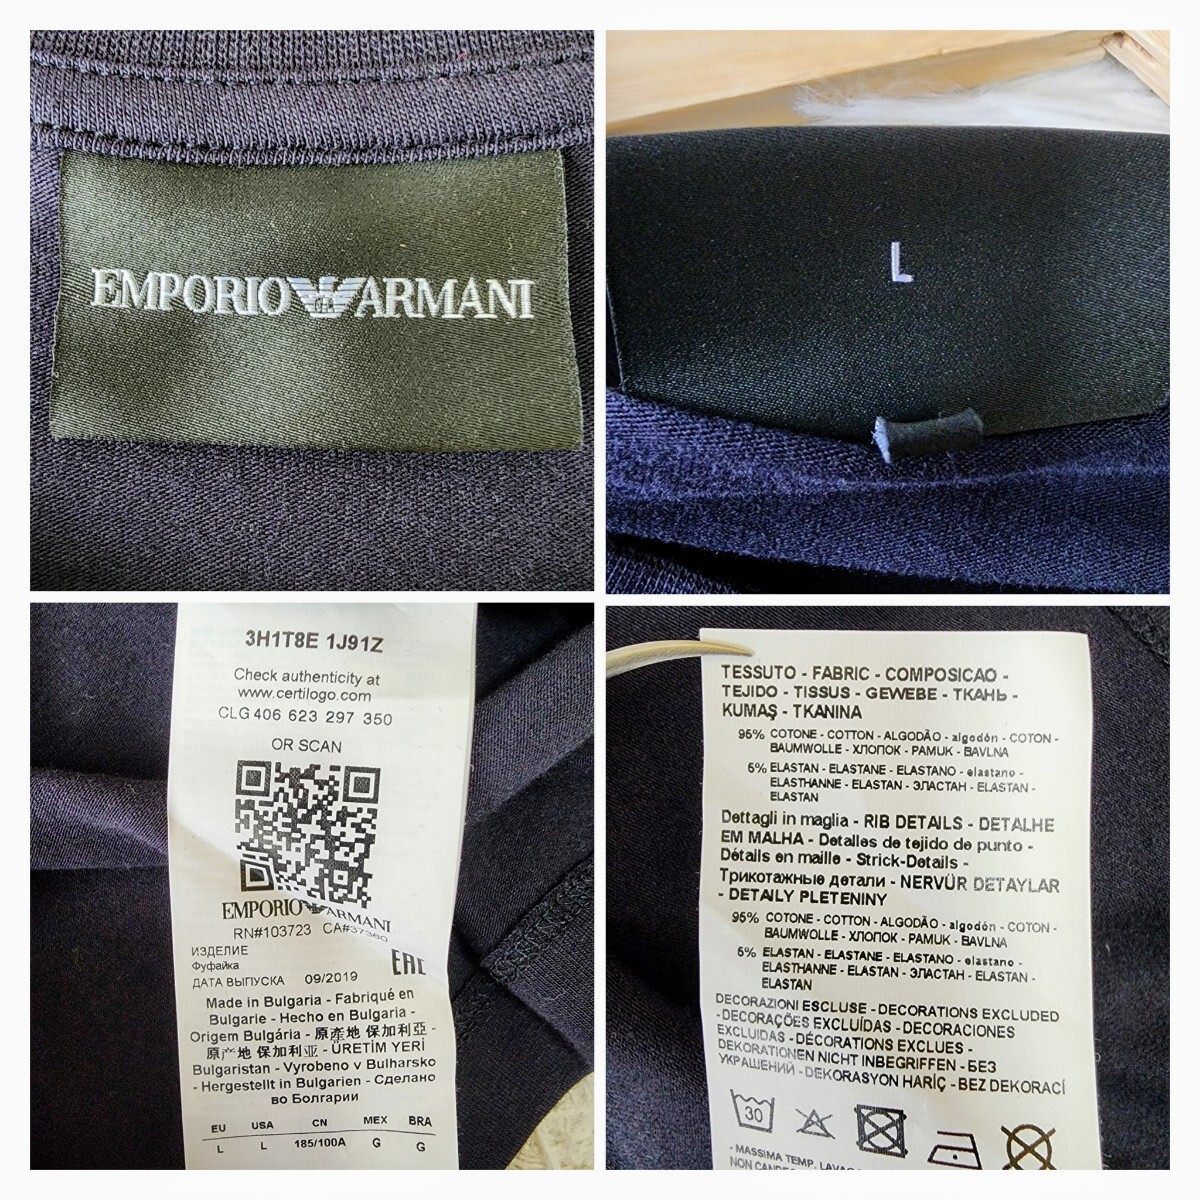 EMPORIO ARMANI
L
3H1T8E 1J91Z
Check authenticity at
www.certilogo.com
CLG 406 623 297 350
OR SCAN
EMPORIO ARMANI
RN#103723 CA#37360
ИЗДЕЛИЕ
Фуфайка
ДАТА ВЫПУСКА 09/2019
EAC
Made in Bulgaria - Fabriqué en
Bulgarie - Hecho en Bulgaria -
Origem Bulgária - 原產地 保加利亞 -
原产地 保加利亚 - ÜRETİM YERİ
Bulgaristan - Vyrobeno v Bulharsko
- Hergestellt in Bulgarien - Сделано
во Болгарии
EU USA CN MEX BRA
L L 185/100A G G
TESSUTO - FABRIC - COMPOSICAO -
TEJIDO - TISSUS - GEWEBE - ТКАНЬ -
KUMAŞ - TKANINA
95% COTONE - COTTON - ALGODÃO - algodón - COTON -
BAUMWOLLE - ХЛОПОК - PAMUK - BAVLNA
5% ELASTAN - ELASTANE - ELASTANO - elastano -
ELASTHANNE - ELASTAN - ЭЛАСТАН - ELASTAN -
ELASTAN
Dettagli in maglia - RIB DETAILS - DETALHE
EM MALHA - Detalles de tejido de punto -
Détails en maille - Strick-Details -
Трикотажные детали - NERVÜR DETAYLAR
- DETAILY PLETENINY
95% COTONE - COTTON - ALGODÃO - algodón - COTON -
BAUMWOLLE - ХЛОПОК - PAMUK - BAVLNA
5% ELASTAN - ELASTANE - ELASTANO - elastano -
ELASTHANNE - ELASTAN - ЭЛАСТАН - ELASTAN -
ELASTAN
DECORAZIONI ESCLUSE - DECORATIONS EXCLUDED
- DECORAÇÕES EXCLUÍDAS - DECORACIONES
EXCLUIDAS - DÉCORATIONS EXCLUES -
DEKORATIONEN NICHT INBEGRIFFEN - БЕЗ
УКРАШЕНИЙ - DEKORASYON HARİÇ - BEZ DEKORACÍ
30
- MASSIMA TEMP. LAVAG
NON CANDE